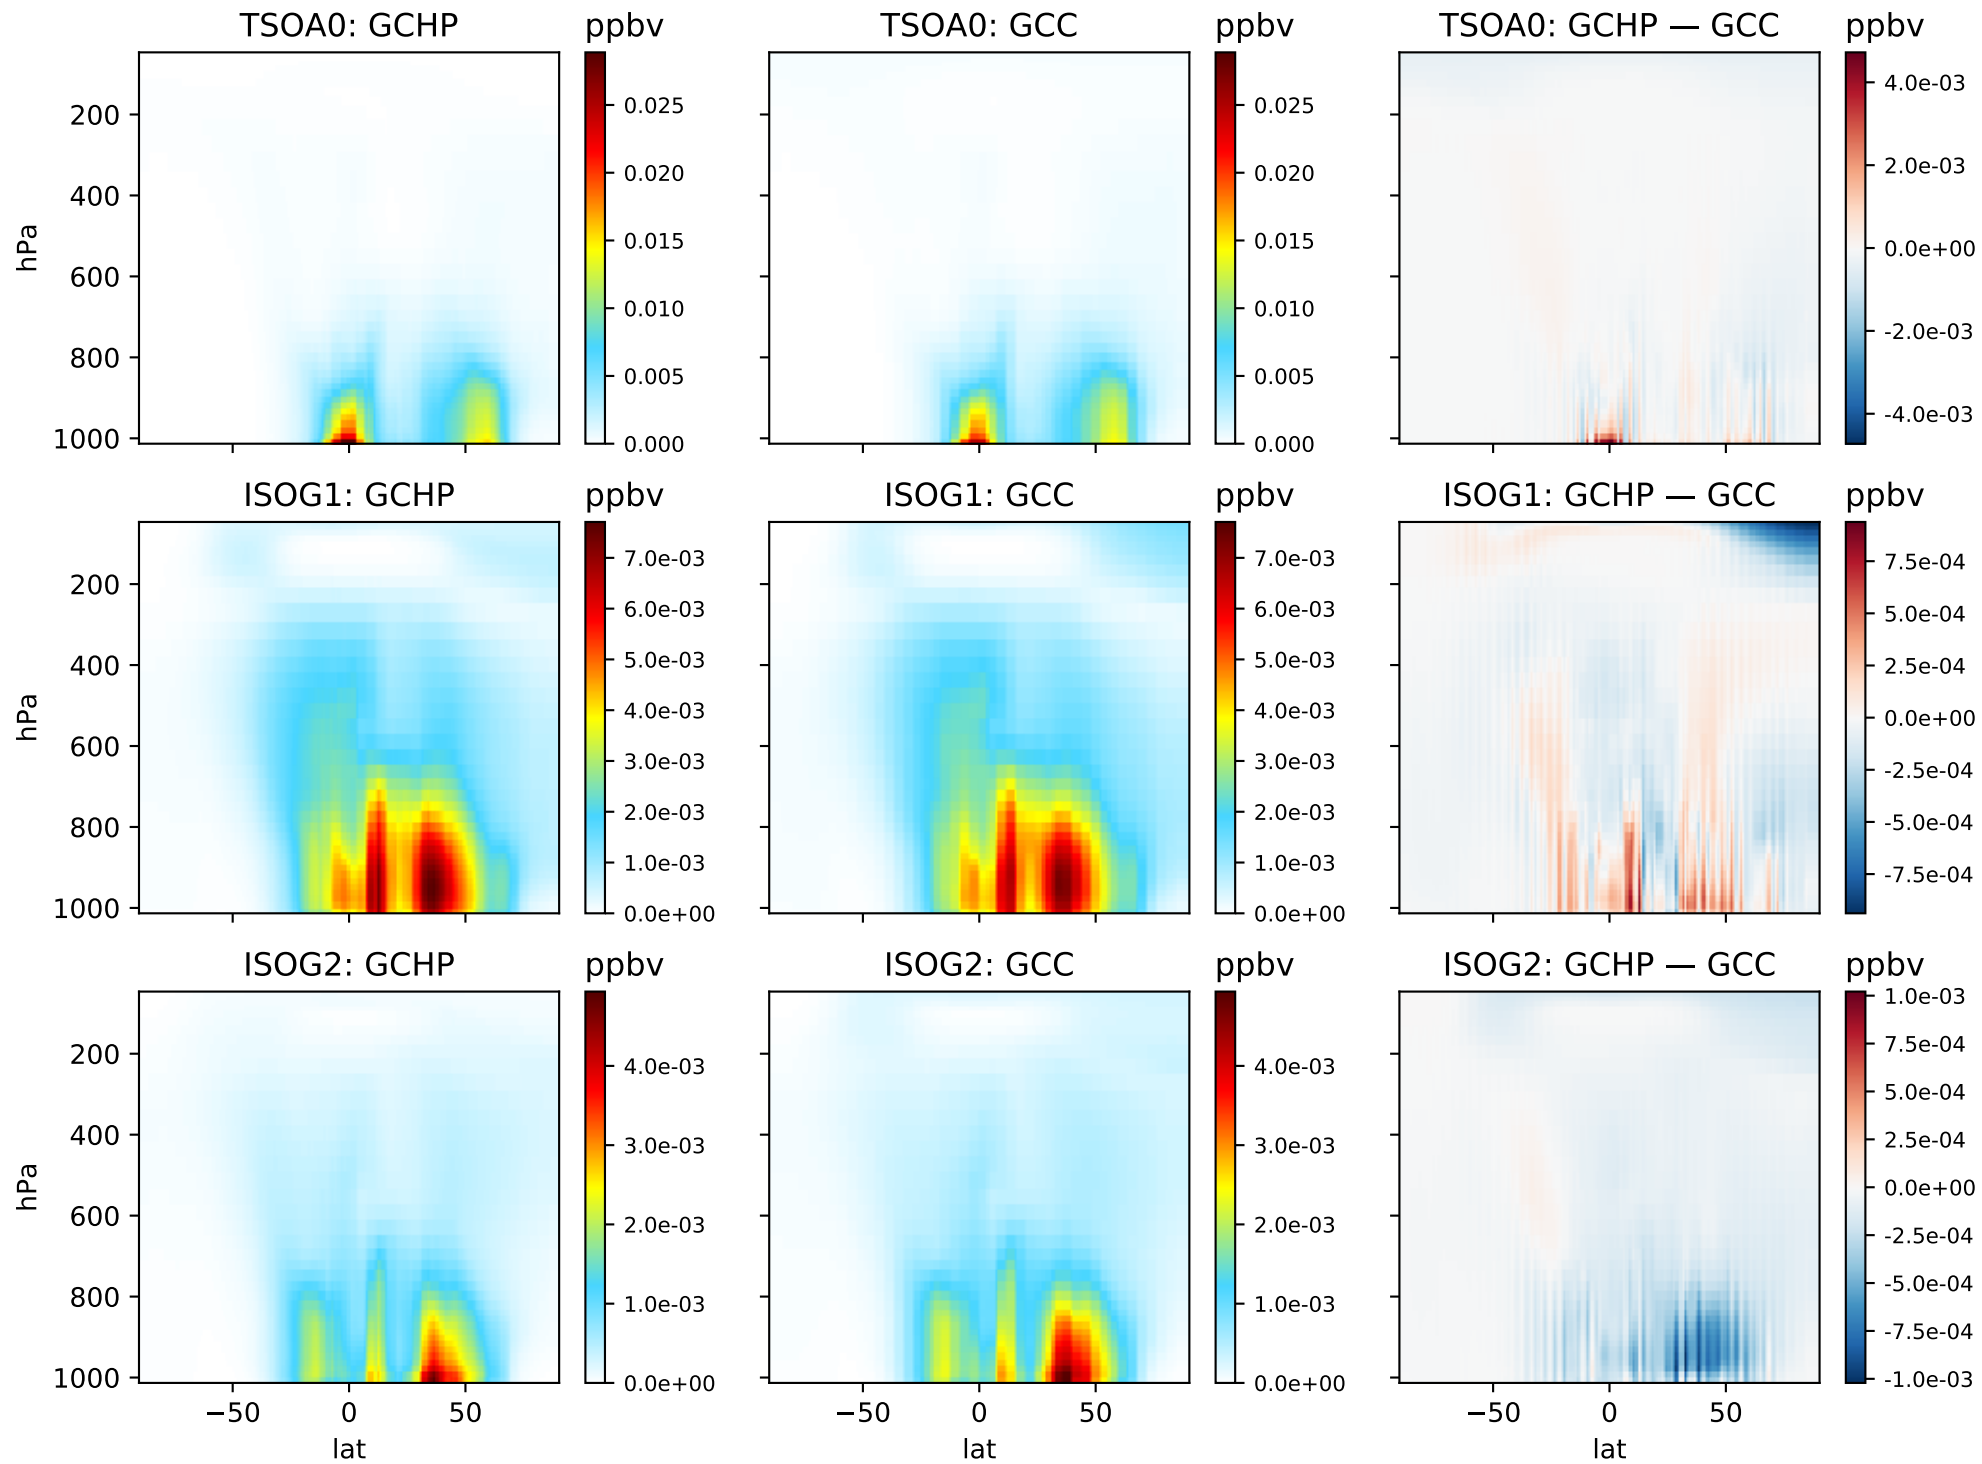 TSOA0: GCHP ppbv TSOA0: GCC ppbv TSOA0: GCHP — GCC ppbv
hPa
200
400
600
800
1000
0.025
0.020
0.015
0.010
0.005
0.000
0.025
0.020
0.015
0.010
0.005
0.000
4.0e-03
2.0e-03
0.0e+00
-2.0e-03
-4.0e-03
ISOG1: GCHP ppbv ISOG1: GCC ppbv ISOG1: GCHP — GCC ppbv
hPa
200
400
600
800
1000
7.0e-03
6.0e-03
5.0e-03
4.0e-03
3.0e-03
2.0e-03
1.0e-03
0.0e+00
7.0e-03
6.0e-03
5.0e-03
4.0e-03
3.0e-03
2.0e-03
1.0e-03
0.0e+00
7.5e-04
5.0e-04
2.5e-04
0.0e+00
-2.5e-04
-5.0e-04
-7.5e-04
ISOG2: GCHP ppbv ISOG2: GCC ppbv ISOG2: GCHP — GCC ppbv
hPa
200
400
600
800
1000
4.0e-03
3.0e-03
2.0e-03
1.0e-03
0.0e+00
4.0e-03
3.0e-03
2.0e-03
1.0e-03
0.0e+00
1.0e-03
7.5e-04
5.0e-04
2.5e-04
0.0e+00
-2.5e-04
-5.0e-04
-7.5e-04
-1.0e-03
−50 0 50 −50 0 50 −50 0 50
lat lat lat